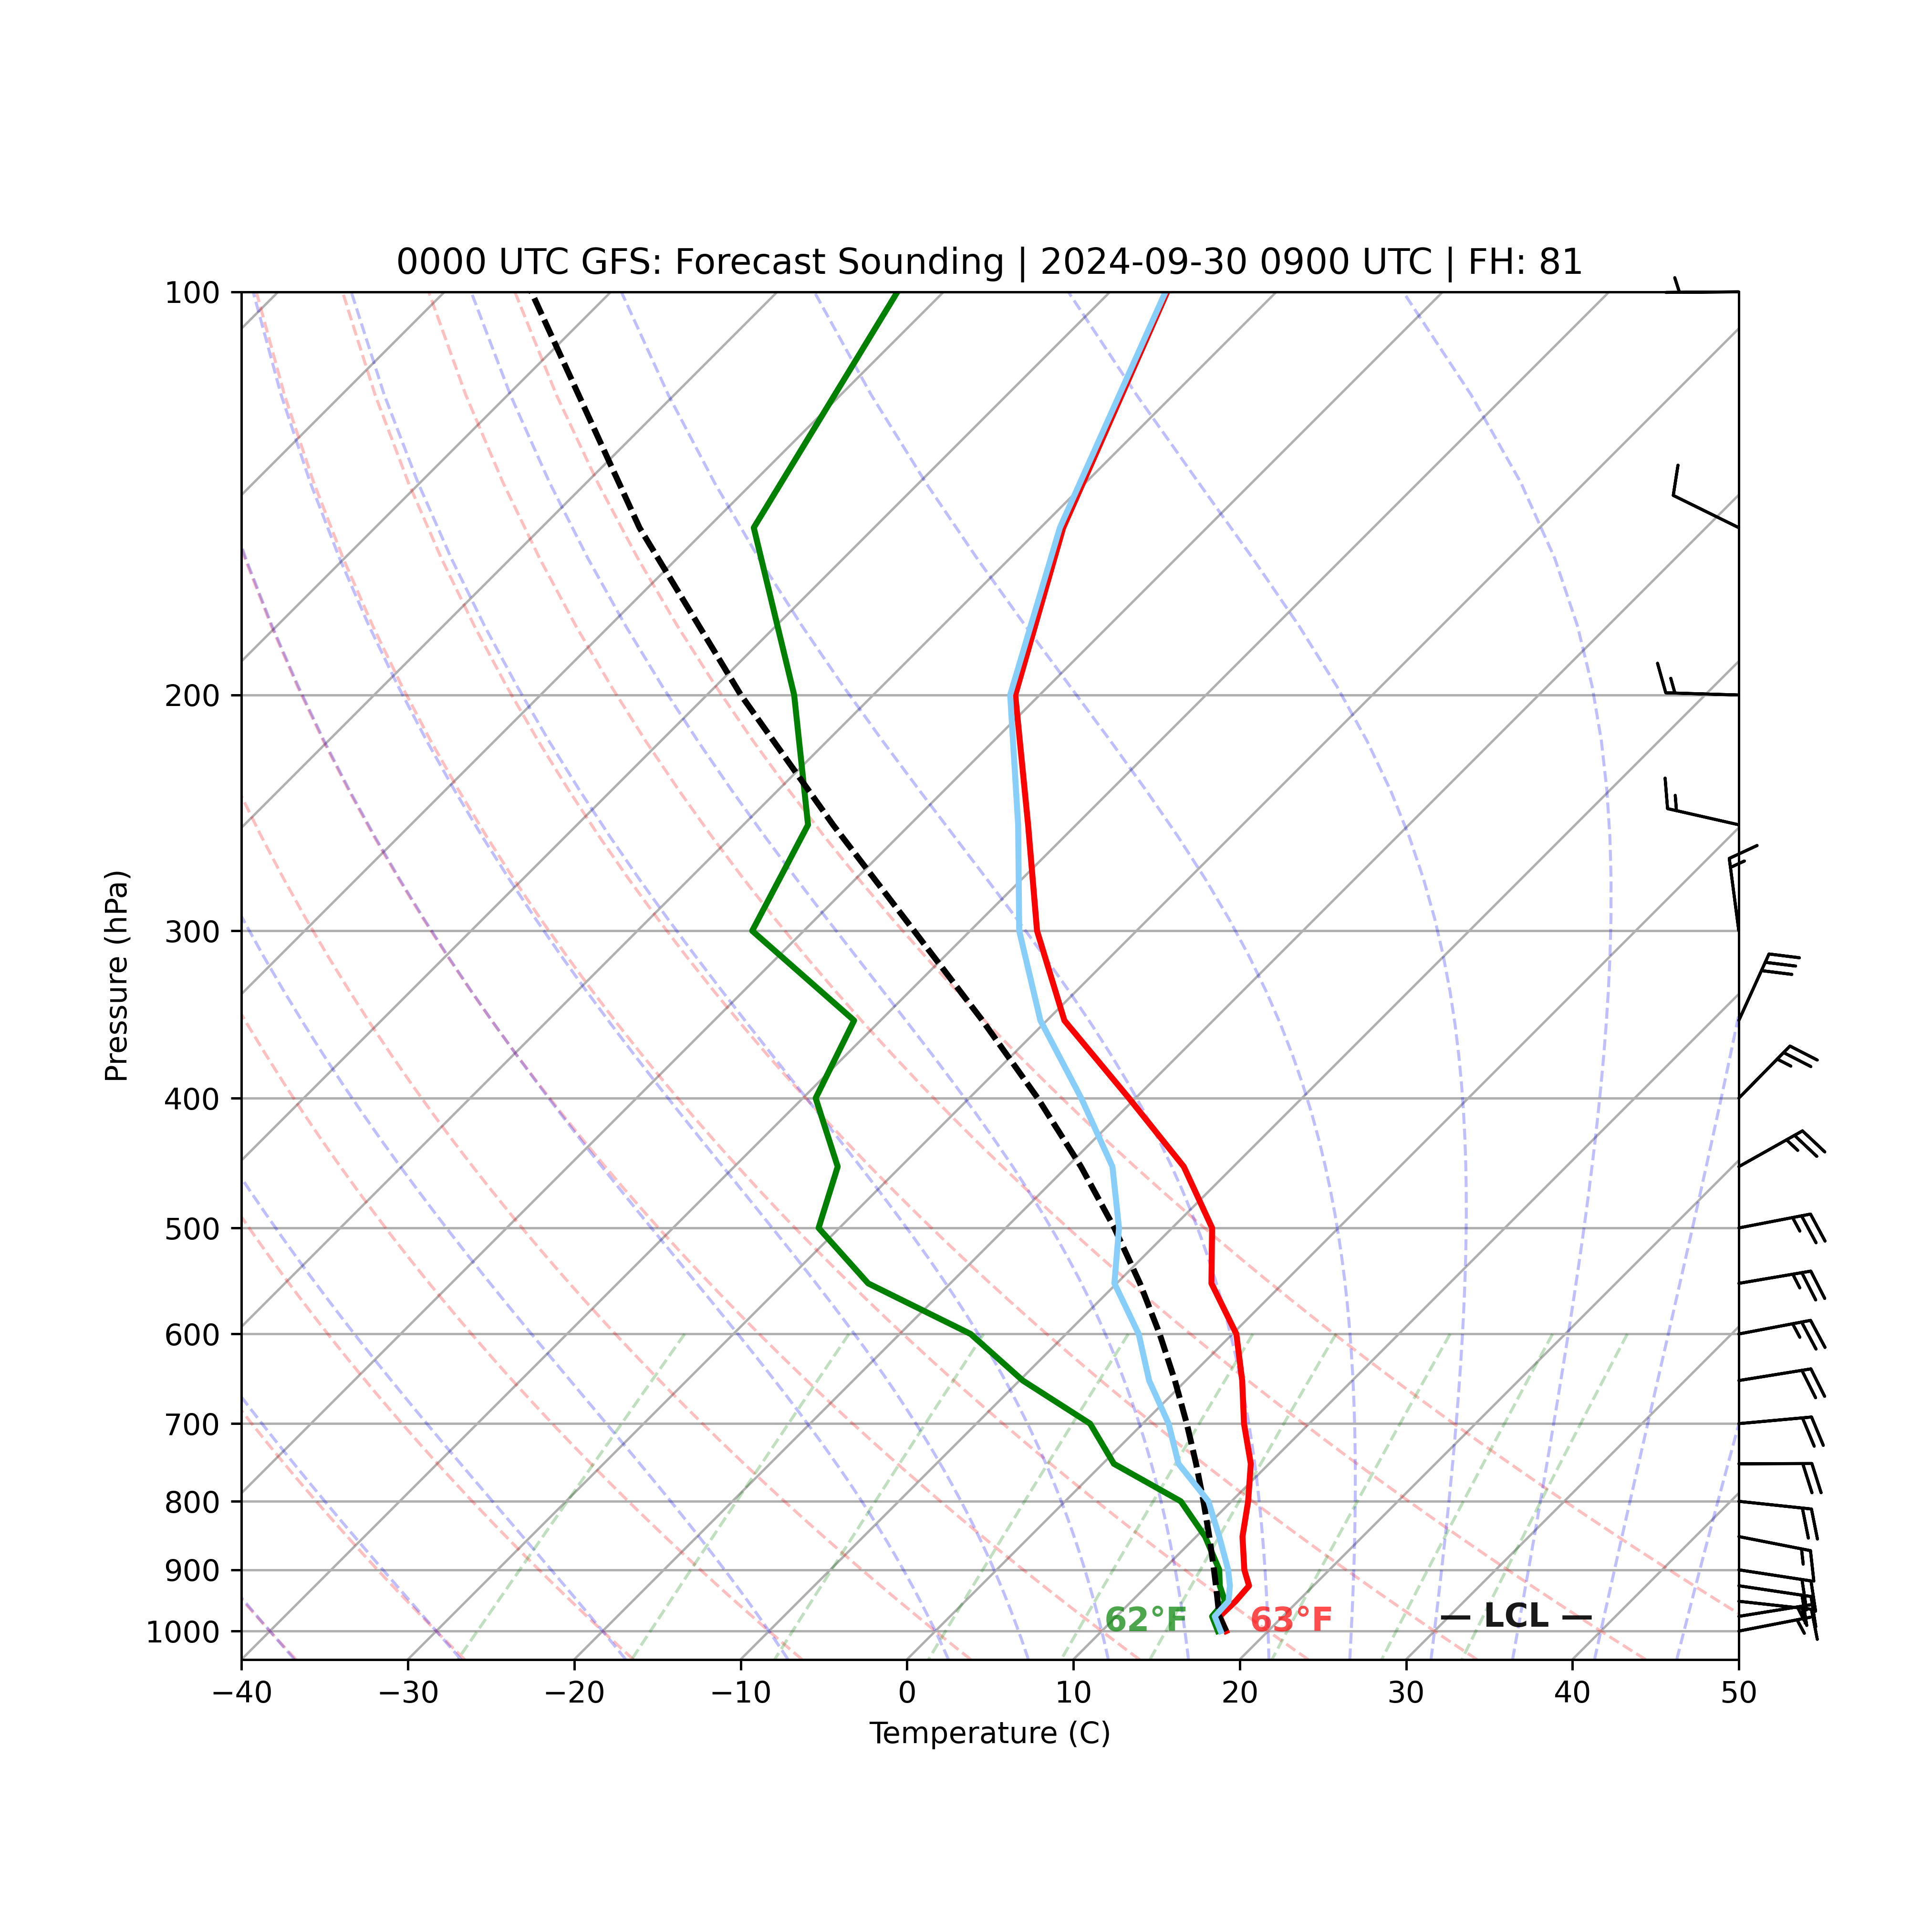 0000 UTC GFS: Forecast Sounding | 2024-09-30 0900 UTC | FH: 81
100
200
300
400
500
600
700
800
900
1000
Pressure (hPa)
62°F 63°F — LCL —
−40 −30 −20 −10 0 10 20 30 40 50
Temperature (C)